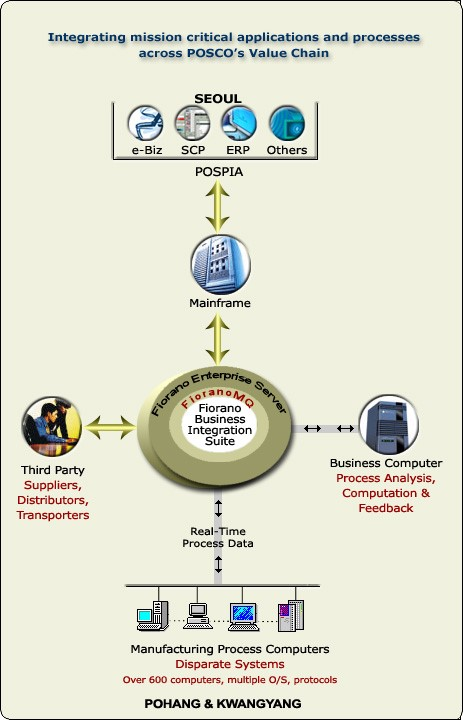 Integrating mission critical applications and processes
across POSCO's Value Chain
SEOUL
e-Biz SCP ERP Others
POSPIA
Mainframe
Fiorano Enterprise Server
FioranoMQ
Fiorano
Business
Integration
Suite
Third Party
Suppliers,
Distributors,
Transporters
Business Computer
Process Analysis,
Computation &
Feedback
Real-Time
Process Data
Manufacturing Process Computers
Disparate Systems
Over 600 computers, multiple O/S, protocols
POHANG & KWANGYANG